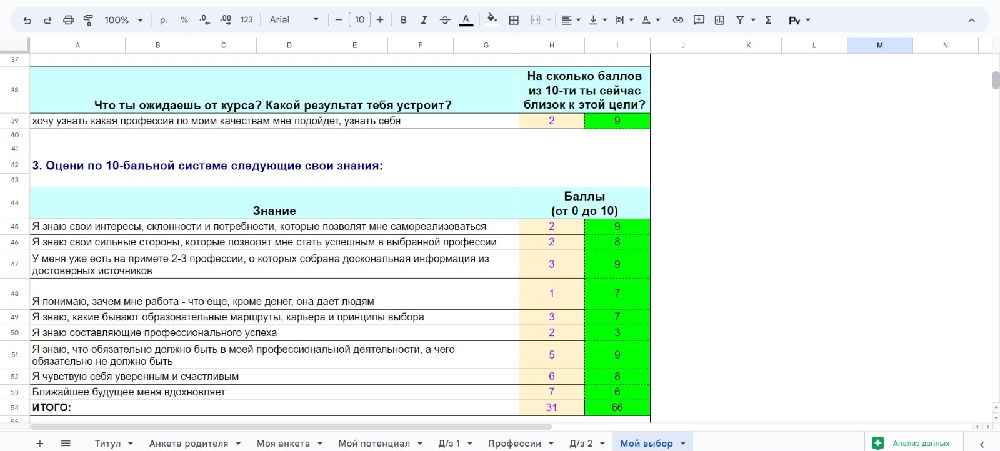 100% р. % .0 .00 123 Arial 10 B I A Σ Py
A B C D E F G H I J K L M N
37
38 Что ты ожидаешь от курса? Какой результат тебя устроит? На сколько баллов
из 10-ти ты сейчас
близок к этой цели?
39 хочу узнать какая профессия по моим качествам мне подойдет, узнать себя 2 9
40
41
42 3. Оцени по 10-бальной системе следующие свои знания:
43
44 Знание Баллы
(от 0 до 10)
45 Я знаю свои интересы, склонности и потребности, которые позволят мне самореализоваться 2 9
46 Я знаю свои сильные стороны, которые позволят мне стать успешным в выбранной профессии 2 8
47 У меня уже есть на примете 2-3 профессии, о которых собрана доскональная информация из
достоверных источников 3 9
48 Я понимаю, зачем мне работа - что еще, кроме денег, она дает людям 1 7
49 Я знаю, какие бывают образовательные маршруты, карьера и принципы выбора 3 7
50 Я знаю составляющие профессионального успеха 2 3
51 Я знаю, что обязательно должно быть в моей профессиональной деятельности, а чего
обязательно не должно быть 5 9
52 Я чувствую себя уверенным и счастливым 6 8
53 Ближайшее будущее меня вдохновляет 7 6
54 ИТОГО: 31 66
55
Титул Анкета родителя Моя анкета Мой потенциал Д/з 1 Профессии Д/з 2 Мой выбор Анализ данных